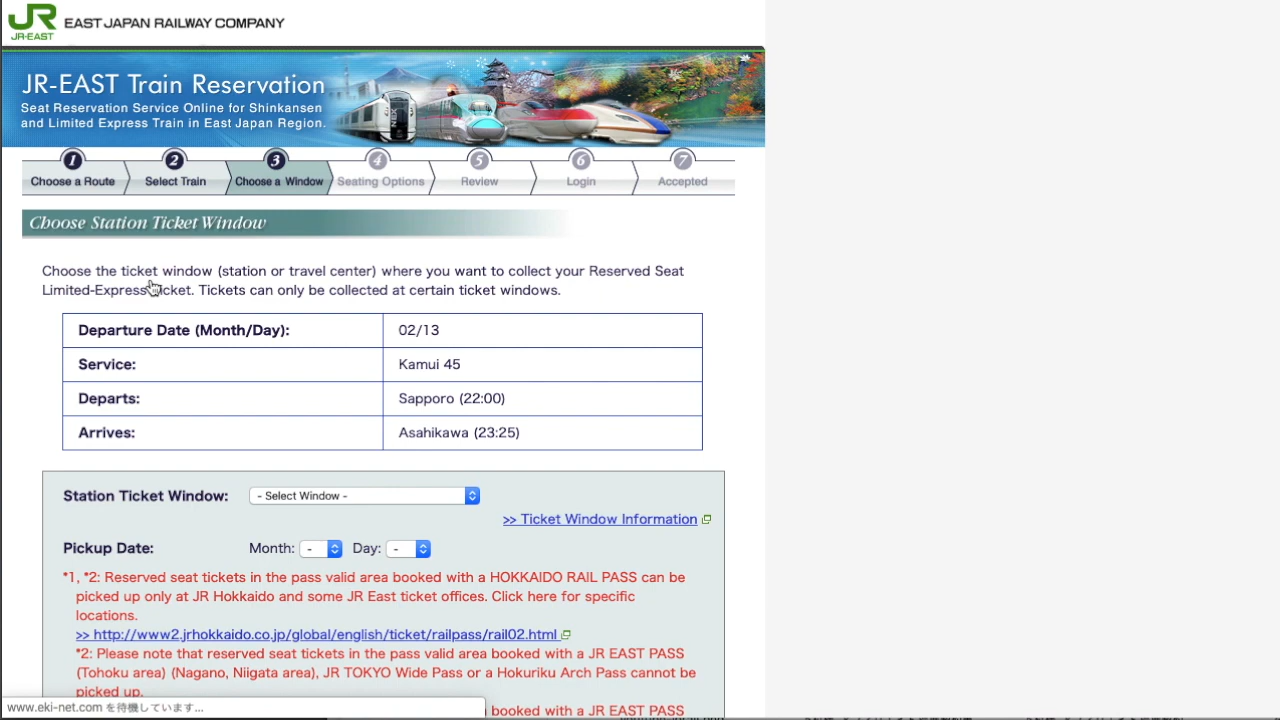 JR
JR-EAST
EAST JAPAN RAILWAY COMPANY
JR-EAST Train Reservation
Seat Reservation Service Online for Shinkansen
and Limited Express Train in East Japan Region.
1 2 3 4 5 6 7
Choose a Route Select Train Choose a Window Seating Options Review Login Accepted
Choose Station Ticket Window
Choose the ticket window (station or travel center) where you want to collect your Reserved Seat
Limited-Express ticket. Tickets can only be collected at certain ticket windows.
Departure Date (Month/Day): 02/13
Service: Kamui 45
Departs: Sapporo (22:00)
Arrives: Asahikawa (23:25)
Station Ticket Window: - Select Window -
>> Ticket Window Information
Pickup Date: Month: - Day: -
*1, *2: Reserved seat tickets in the pass valid area booked with a HOKKAIDO RAIL PASS can be
picked up only at JR Hokkaido and some JR East ticket offices. Click here for specific
locations.
>> http://www2.jrhokkaido.co.jp/global/english/ticket/railpass/rail02.html
*2: Please note that reserved seat tickets in the pass valid area booked with a JR EAST PASS
(Tohoku area) (Nagano, Niigata area), JR TOKYO Wide Pass or a Hokuriku Arch Pass cannot be
picked up.
booked with a JR EAST PASS
www.eki-net.com を待機しています...